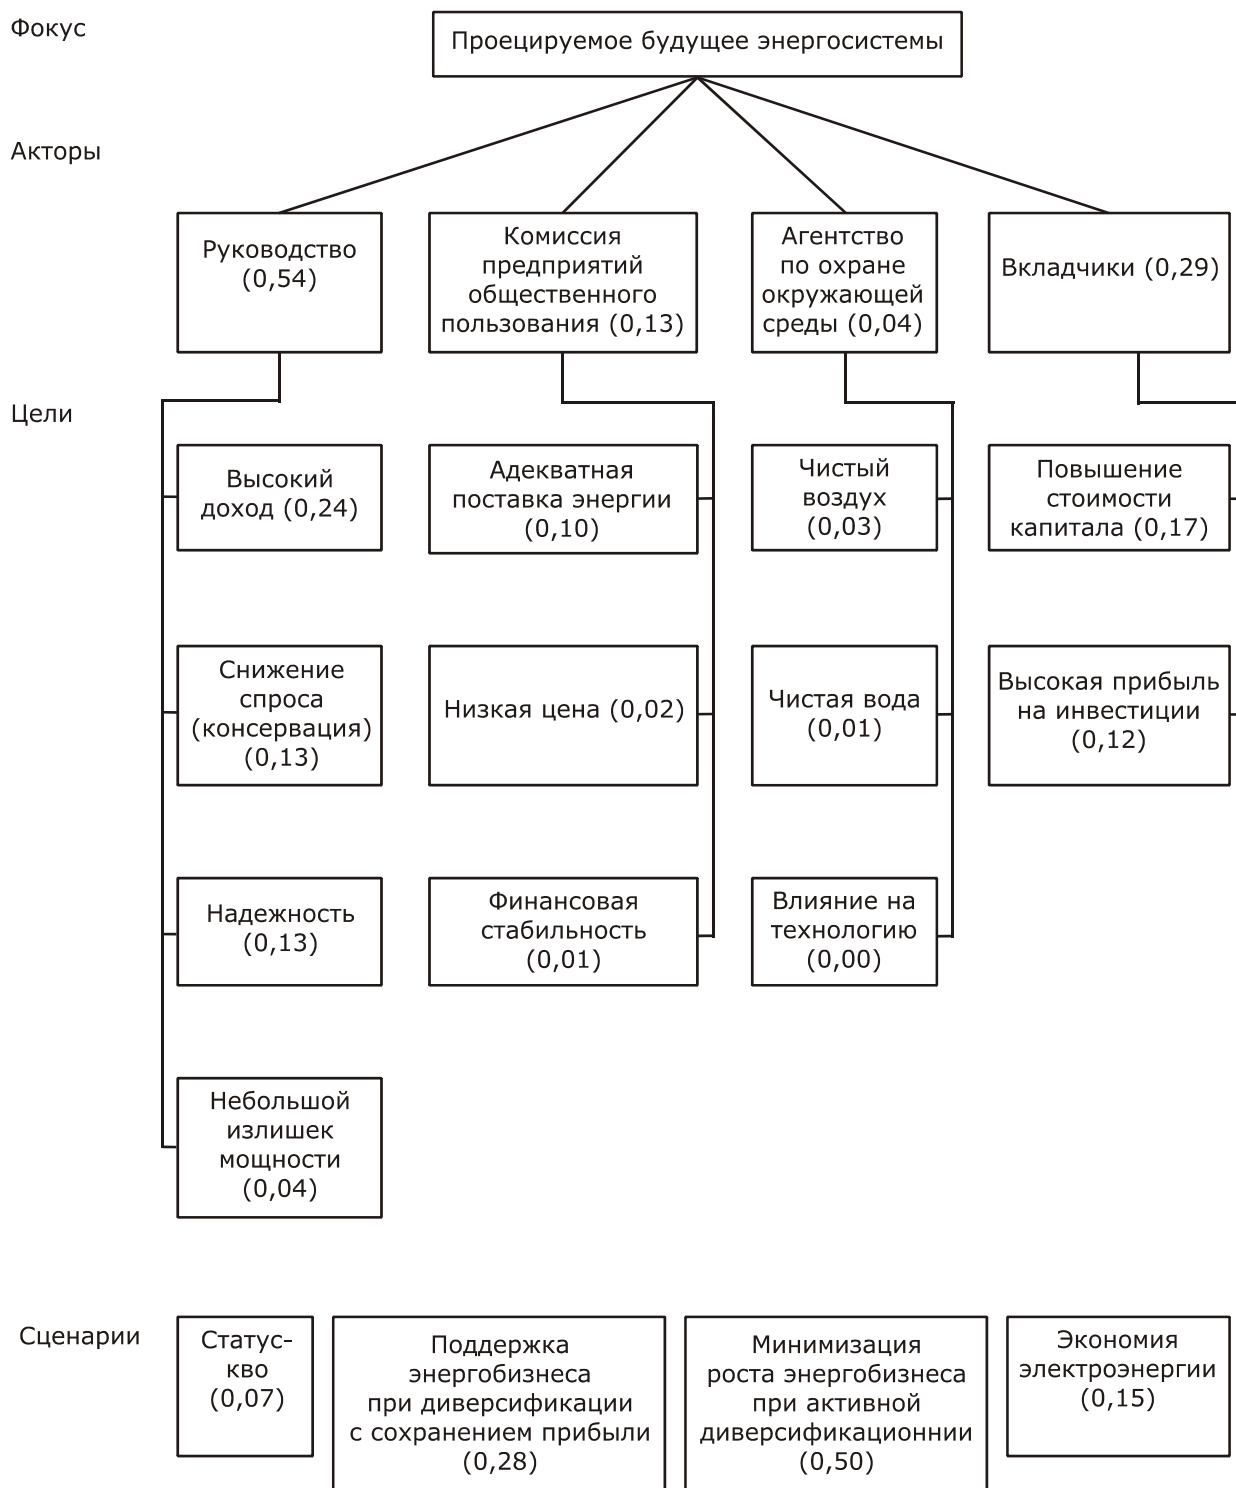 Фокус
Проецируемое будущее энергосистемы
Акторы
Руководство
(0,54)
Комиссия
предприятий
общественного
пользования (0,13)
Агентство
по охране
окружающей
среды (0,04)
Вкладчики (0,29)
Цели
Высокий
доход (0,24)
Адекватная
поставка энергии
(0,10)
Чистый
воздух
(0,03)
Повышение
стоимости
капитала (0,17)
Снижение
спроса
(консервация)
(0,13)
Низкая цена (0,02)
Чистая вода
(0,01)
Высокая прибыль
на инвестиции
(0,12)
Надежность
(0,13)
Финансовая
стабильность
(0,01)
Влияние на
технологию
(0,00)
Небольшой
излишек
мощности
(0,04)
Сценарии
Статус-
кво
(0,07)
Поддержка
энергобизнеса
при диверсификации
с сохранением прибыли
(0,28)
Минимизация
роста энергобизнеса
при активной
диверсификационнии
(0,50)
Экономия
электроэнергии
(0,15)